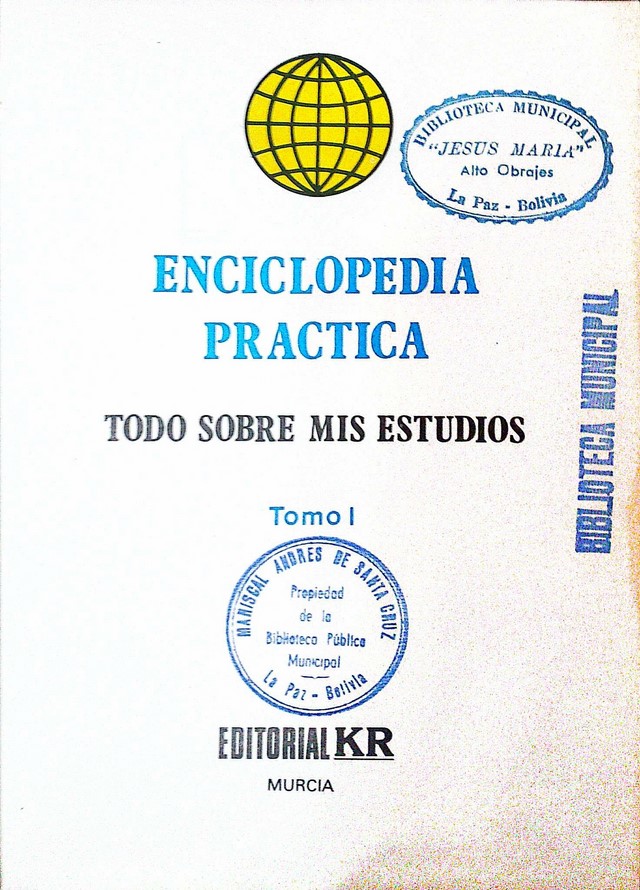 BIBLIOTECA MUNICIPAL
"JESUS MARIA"
Alto Obrajes
La Paz - Bolivia
ENCICLOPEDIA
PRACTICA
BIBLIOTECA MUNICIPAL
TODO SOBRE MIS ESTUDIOS
Tomo I
MARISCAL ANDRES DE SANTA CRUZ
Propiedad
de la
Biblioteca Pública
Municipal
La Paz - Bolivia
EDITORIAL KR
MURCIA